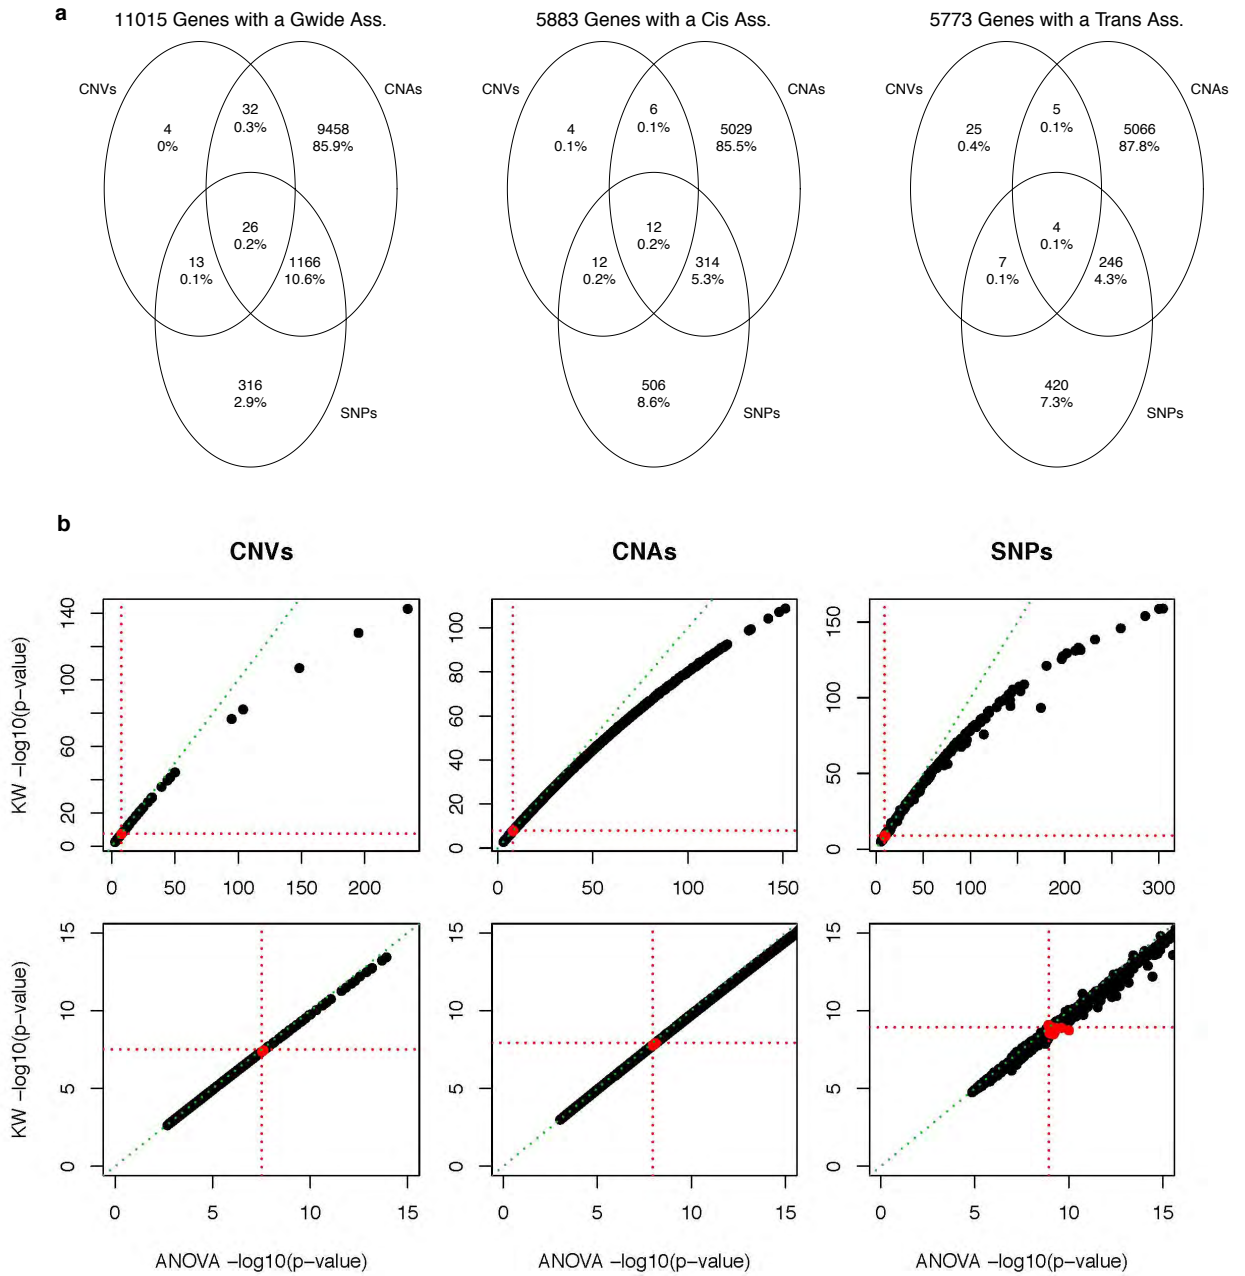 a
11015 Genes with a Gwide Ass.
CNVs
CNAs
32
0.3%
4
0%
9458
85.9%
26
0.2%
13
0.1%
1166
10.6%
316
2.9%
SNPs
5883 Genes with a Cis Ass.
CNVs
CNAs
6
0.1%
4
0.1%
5029
85.5%
12
0.2%
12
0.2%
314
5.3%
506
8.6%
SNPs
5773 Genes with a Trans Ass.
CNVs
CNAs
5
0.1%
25
0.4%
5066
87.8%
4
0.1%
7
0.1%
246
4.3%
420
7.3%
SNPs
b
CNVs
KW −log10(p−value)
0 20 60 100 140
0 50 100 150 200
CNAs
0 20 40 60 80 100
0 50 100 150
SNPs
0 50 100 150
0 50 100 200 300
KW −log10(p−value)
0 5 10 15
0 5 10 15
ANOVA −log10(p−value)
0 5 10 15
0 5 10 15
ANOVA −log10(p−value)
0 5 10 15
0 5 10 15
ANOVA −log10(p−value)